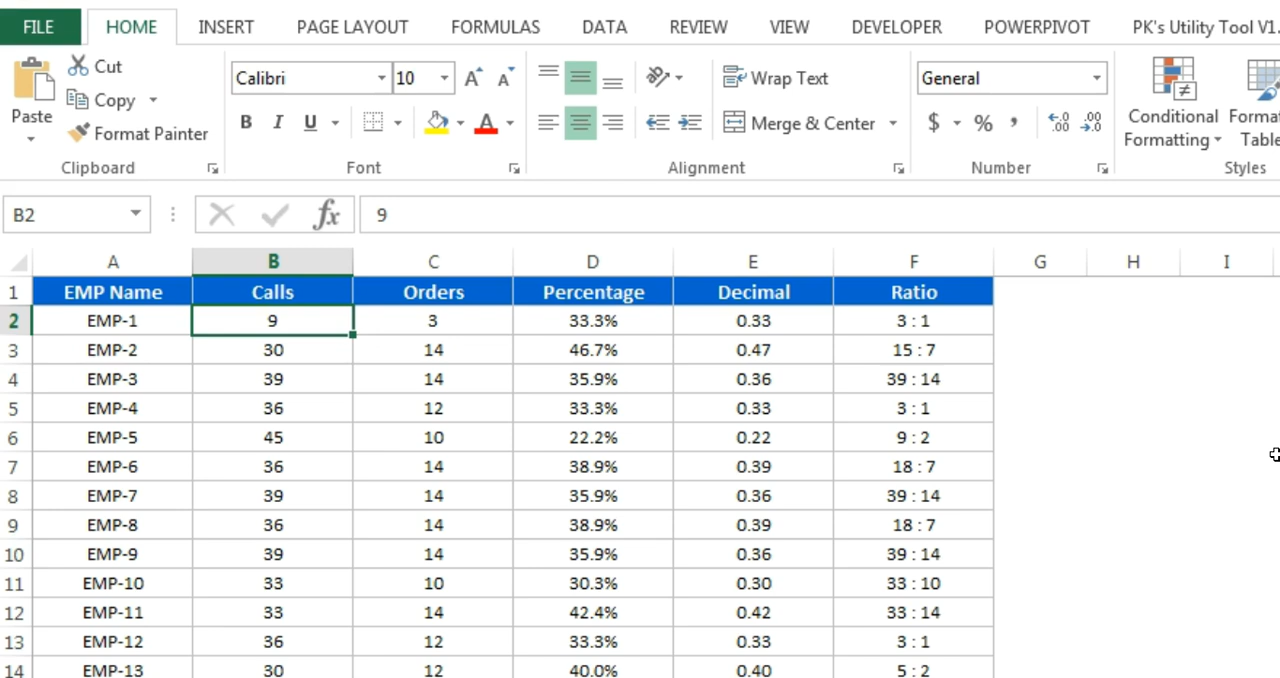 FILE HOME INSERT PAGE LAYOUT FORMULAS DATA REVIEW VIEW DEVELOPER POWERPIVOT PK's Utility Tool V1.
Cut
Copy
Format Painter
Paste
Clipboard
Calibri 10
B I U A
Font
Wrap Text
Merge & Center
Alignment
General
$ %
Number
Conditional
Formatting
Table
Styles
B2 fx 9
A B C D E F G H I
1 EMP Name Calls Orders Percentage Decimal Ratio
2 EMP-1 9 3 33.3% 0.33 3 : 1
3 EMP-2 30 14 46.7% 0.47 15 : 7
4 EMP-3 39 14 35.9% 0.36 39 : 14
5 EMP-4 36 12 33.3% 0.33 3 : 1
6 EMP-5 45 10 22.2% 0.22 9 : 2
7 EMP-6 36 14 38.9% 0.39 18 : 7
8 EMP-7 39 14 35.9% 0.36 39 : 14
9 EMP-8 36 14 38.9% 0.39 18 : 7
10 EMP-9 39 14 35.9% 0.36 39 : 14
11 EMP-10 33 10 30.3% 0.30 33 : 10
12 EMP-11 33 14 42.4% 0.42 33 : 14
13 EMP-12 36 12 33.3% 0.33 3 : 1
14 EMP-13 30 12 40.0% 0.40 5 : 2